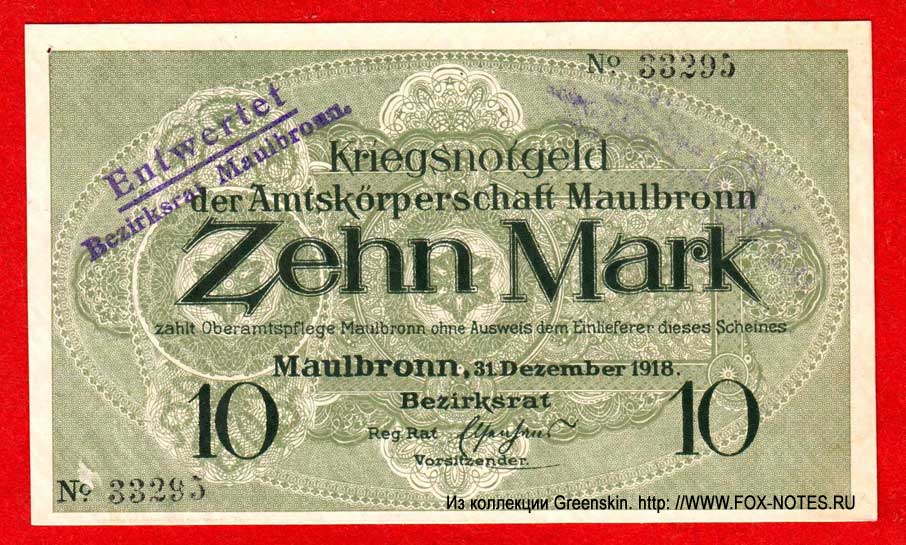 Nº 33295
Entwertet
Bezirksrat Maulbronn.
Kriegsnotgeld
der Amtskörperschaft Maulbronn
Zehn Mark
zahlt Oberamtspflege Maulbronn ohne Ausweis dem Einlieferer dieses Scheines
Maulbronn, 31. Dezember 1918.
Bezirksrat
10 10
Reg Rat
Vorsitzender.
Nº 33295
Из коллекции Greenskin. http: //WWW.FOX-NOTES.РУ